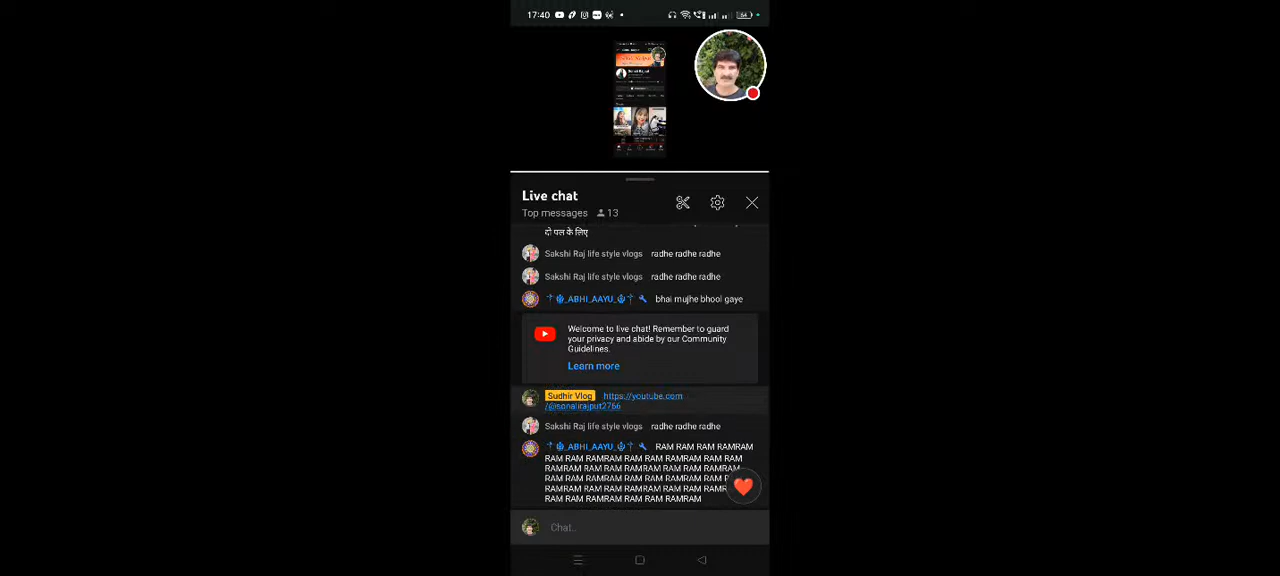 17:40
64
Live chat
Top messages 13
दो पल के लिए
Sakshi Raj life style vlogs radhe radhe radhe
Sakshi Raj life style vlogs radhe radhe radhe
_ABHI_AAYU_ bhai mujhe bhool gaye
Welcome to live chat! Remember to guard
your privacy and abide by our Community
Guidelines.
Learn more
Sudhir Vlog https://youtube.com
/@sonalirajput2766
Sakshi Raj life style vlogs radhe radhe radhe
_ABHI_AAYU_ RAM RAM RAM RAMRAM
RAM RAM RAMRAM RAM RAM RAMRAM RAM RAM
RAMRAM RAM RAM RAMRAM RAM RAM RAMRAM
RAM RAM RAMRAM RAM RAM RAMRAM RAM
RAMRAM RAM RAM RAMRAM RAM RAM
RAM RAM RAMRAM RAM RAM RAMRAM
Chat..